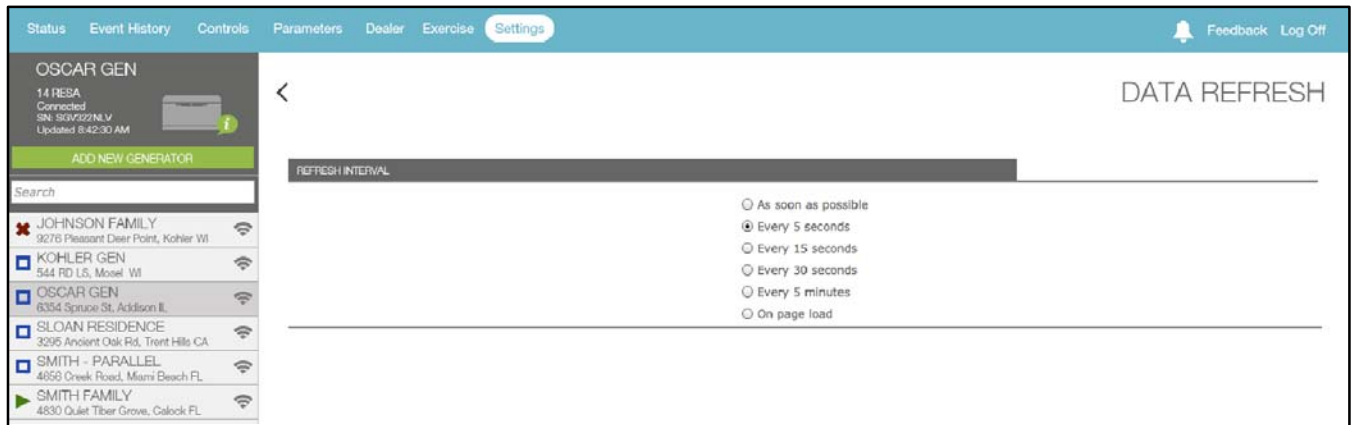 Status Event History Controls Parameters Dealer Exercise Settings Feedback Log Off
OSCAR GEN
14 RESA
Connected
SN: SGV322NLV
Updated 8:42:30 AM
i
ADD NEW GENERATOR
Search
JOHNSON FAMILY
9276 Pleasant Deer Point, Kohler WI
KOHLER GEN
544 RD LS, Mosel WI
OSCAR GEN
6354 Spruce St, Addison IL
SLOAN RESIDENCE
3295 Ancient Oak Rd, Trent Hills CA
SMITH - PARALLEL
4658 Creek Road, Miami Beach FL
SMITH FAMILY
4830 Quiet Tiber Grove, Calock FL
DATA REFRESH
REFRESH INTERVAL
As soon as possible
Every 5 seconds
Every 15 seconds
Every 30 seconds
Every 5 minutes
On page load